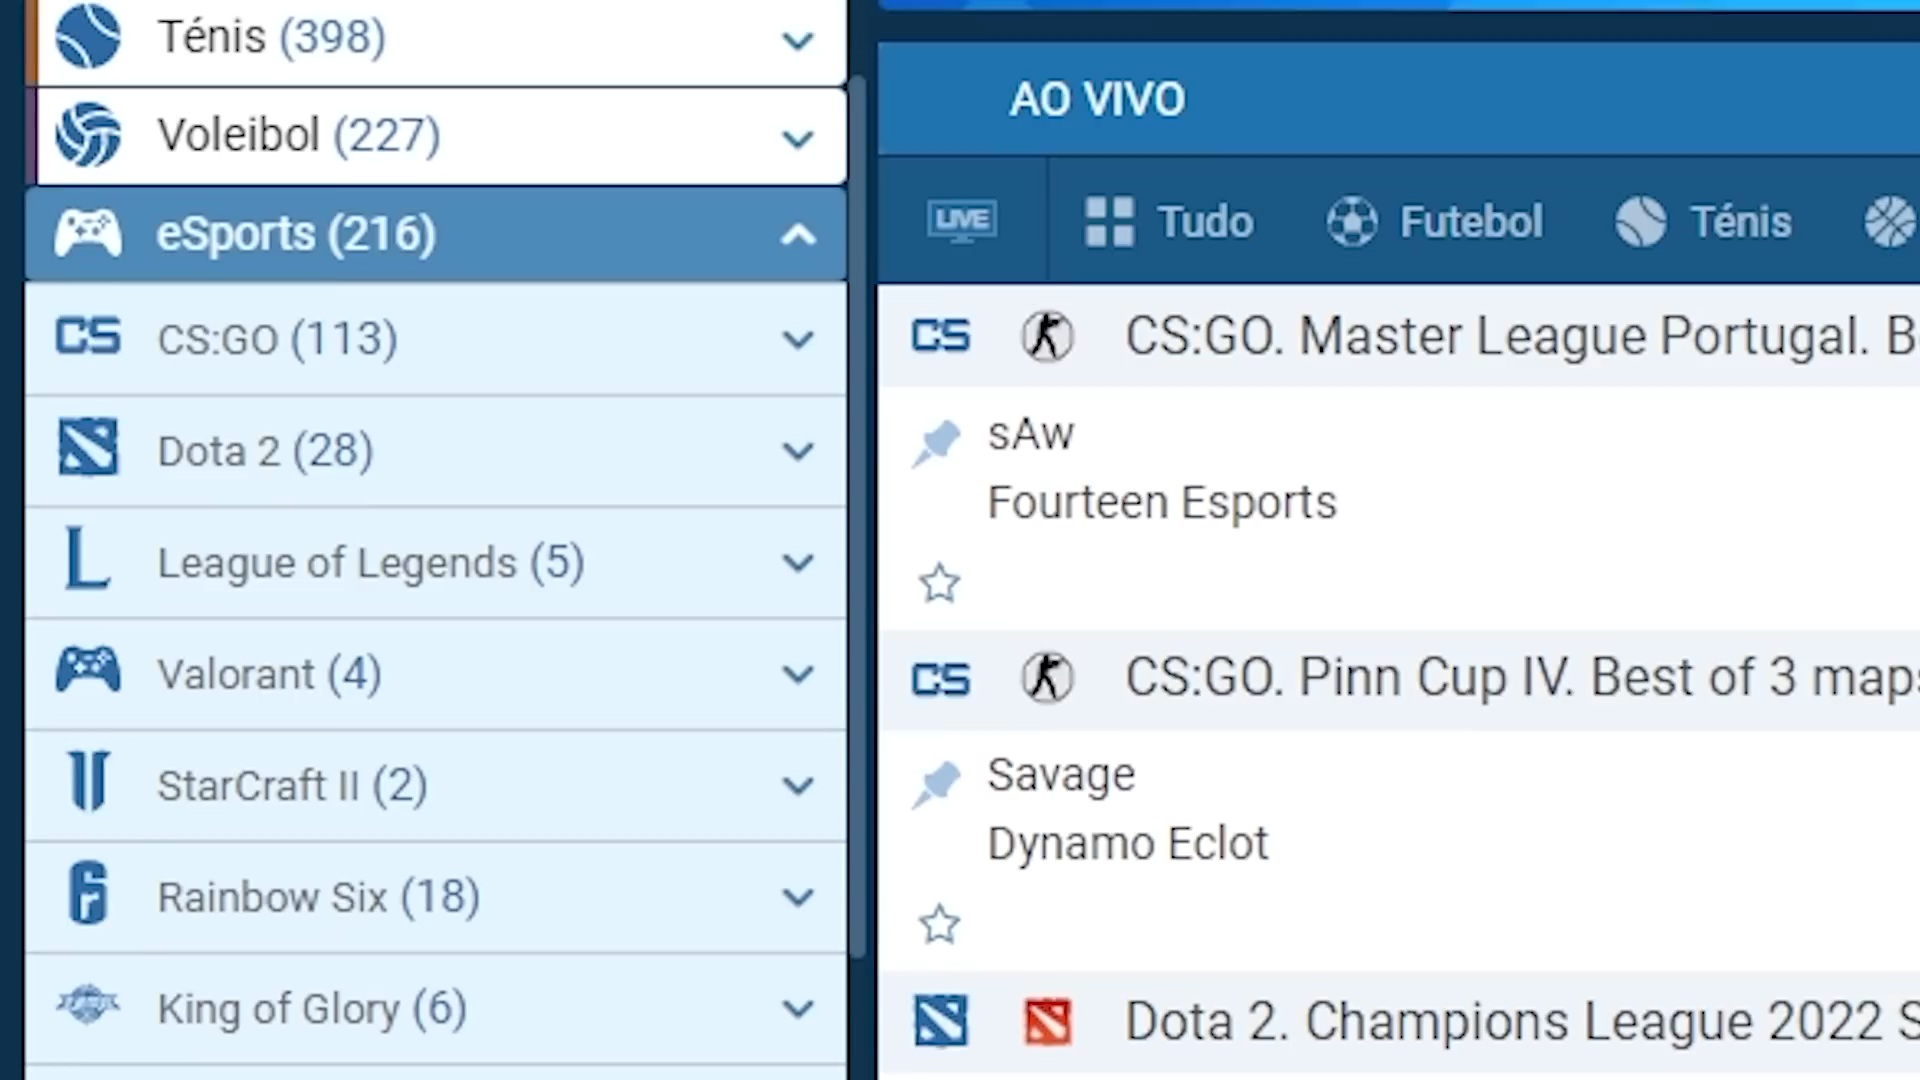 Ténis (398)
Voleibol (227)
eSports (216)
CS CS:GO (113)
Dota 2 (28)
League of Legends (5)
Valorant (4)
StarCraft II (2)
Rainbow Six (18)
King of Glory (6)
AO VIVO
LIVE Tudo Futebol Ténis
CS CS:GO. Master League Portugal.
sAw
Fourteen Esports
CS CS:GO. Pinn Cup IV. Best of 3 maps
Savage
Dynamo Eclot
Dota 2. Champions League 2022